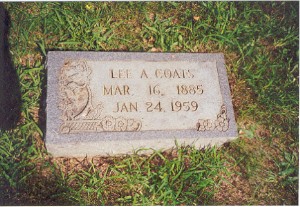 LEE A COATS
MAR. 16, 1885
JAN 24, 1959